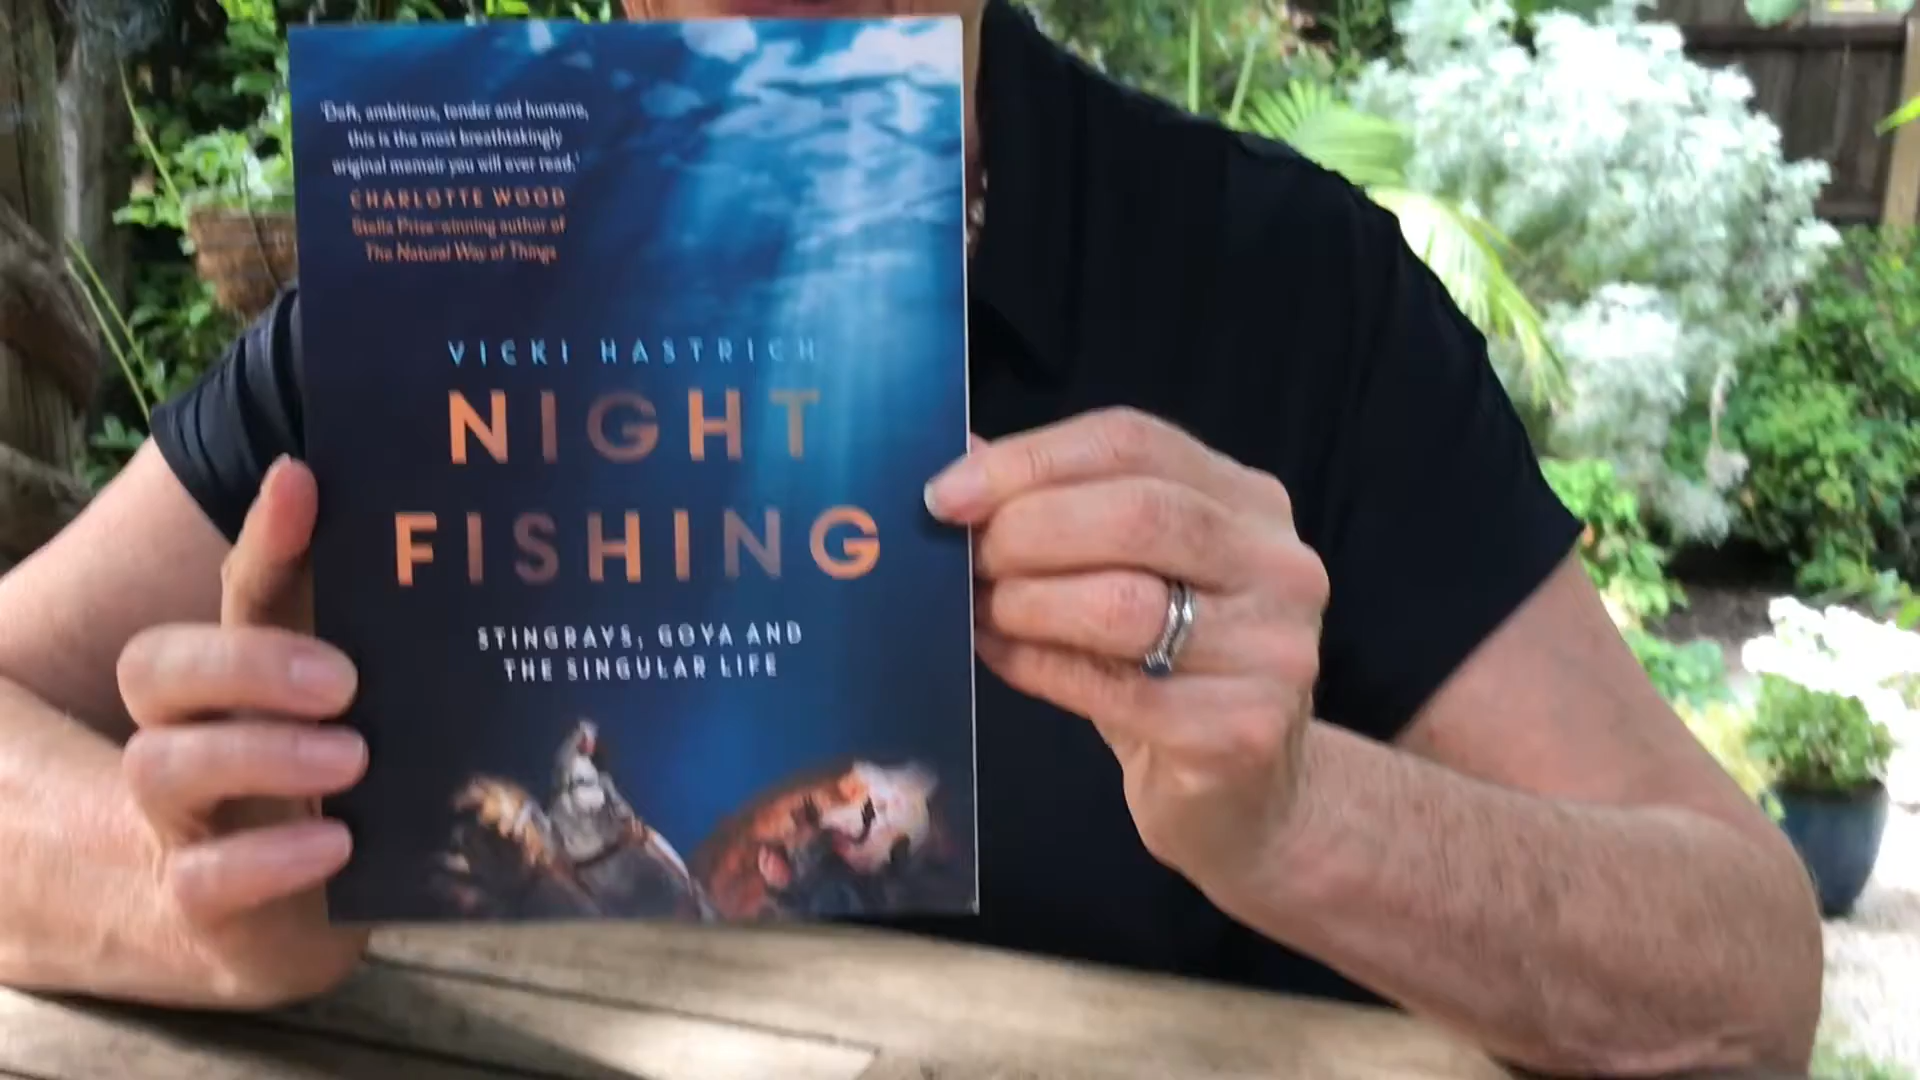 'Deft, ambitious, tender and humane,
this is the most breathtakingly
original memoir you will ever read.'
CHARLOTTE WOOD
Stella Prize-winning author of
The Natural Way of Things
VICKI HASTRICH
NIGHT
FISHING
STINGRAYS, GOYA AND
THE SINGULAR LIFE